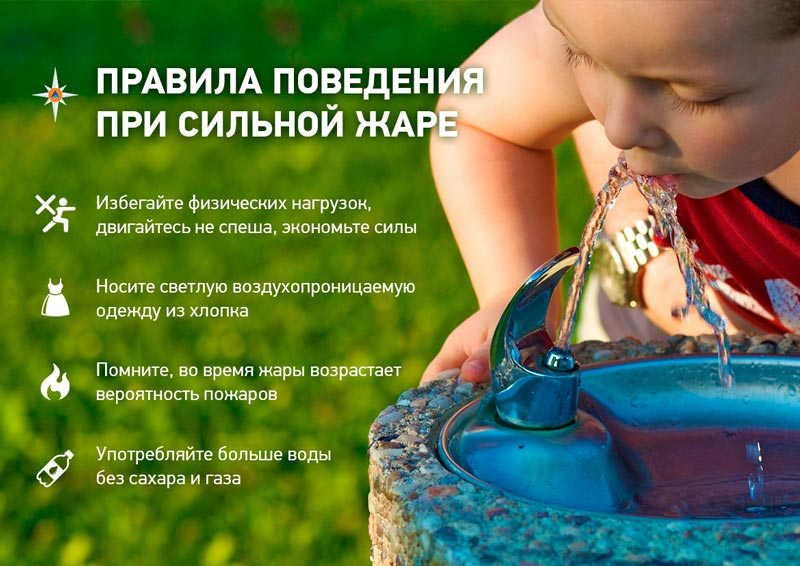 ПРАВИЛА ПОВЕДЕНИЯ
ПРИ СИЛЬНОЙ ЖАРЕ
Избегайте физических нагрузок,
двигайтесь не спеша, экономьте силы
Носите светлую воздухопроницаемую
одежду из хлопка
Помните, во время жары возрастает
вероятность пожаров
Употребляйте больше воды
без сахара и газа